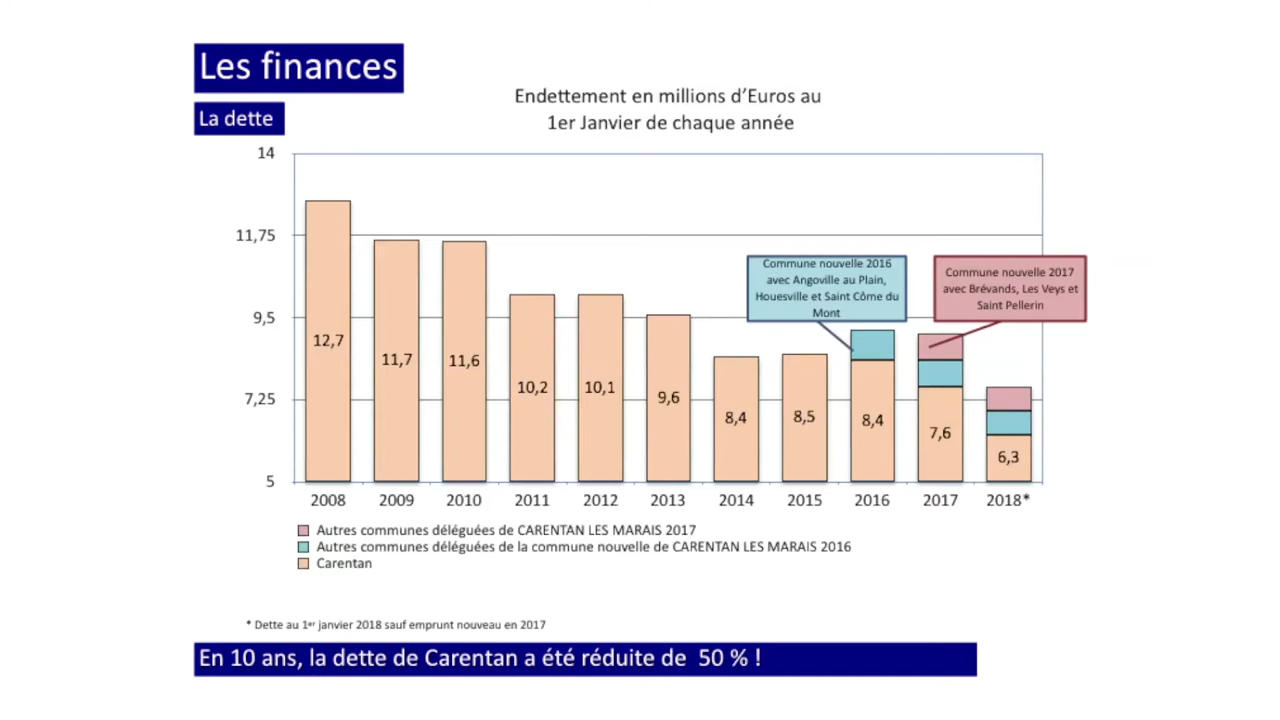 Les finances
La dette
Endettement en millions d'Euros au
1er Janvier de chaque année
14
11,75
9,5
7,25
5
12,7
11,7
11,6
10,2
10,1
9,6
8,4
8,5
8,4
7,6
6,3
Commune nouvelle 2016
avec Angoville au Plain,
Houesville et Saint Côme du
Mont
Commune nouvelle 2017
avec Brévands, Les Veys et
Saint Pellerin
2008
2009
2010
2011
2012
2013
2014
2015
2016
2017
2018*
Autres communes déléguées de CARENTAN LES MARAIS 2017
Autres communes déléguées de la commune nouvelle de CARENTAN LES MARAIS 2016
Carentan
* Dette au 1er janvier 2018 sauf emprunt nouveau en 2017
En 10 ans, la dette de Carentan a été réduite de 50 % !